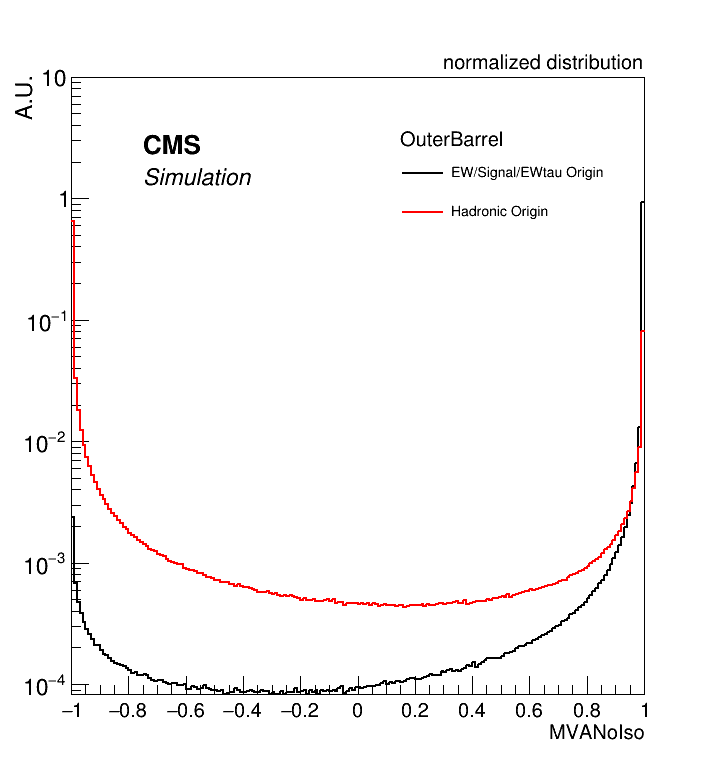 normalized distribution
A.U.
10
1
10⁻¹
10⁻²
10⁻³
10⁻⁴
CMS
Simulation
OuterBarrel
EW/Signal/EWtau Origin
Hadronic Origin
−1 −0.8 −0.6 −0.4 −0.2 0 0.2 0.4 0.6 0.8 1
MVANoIso